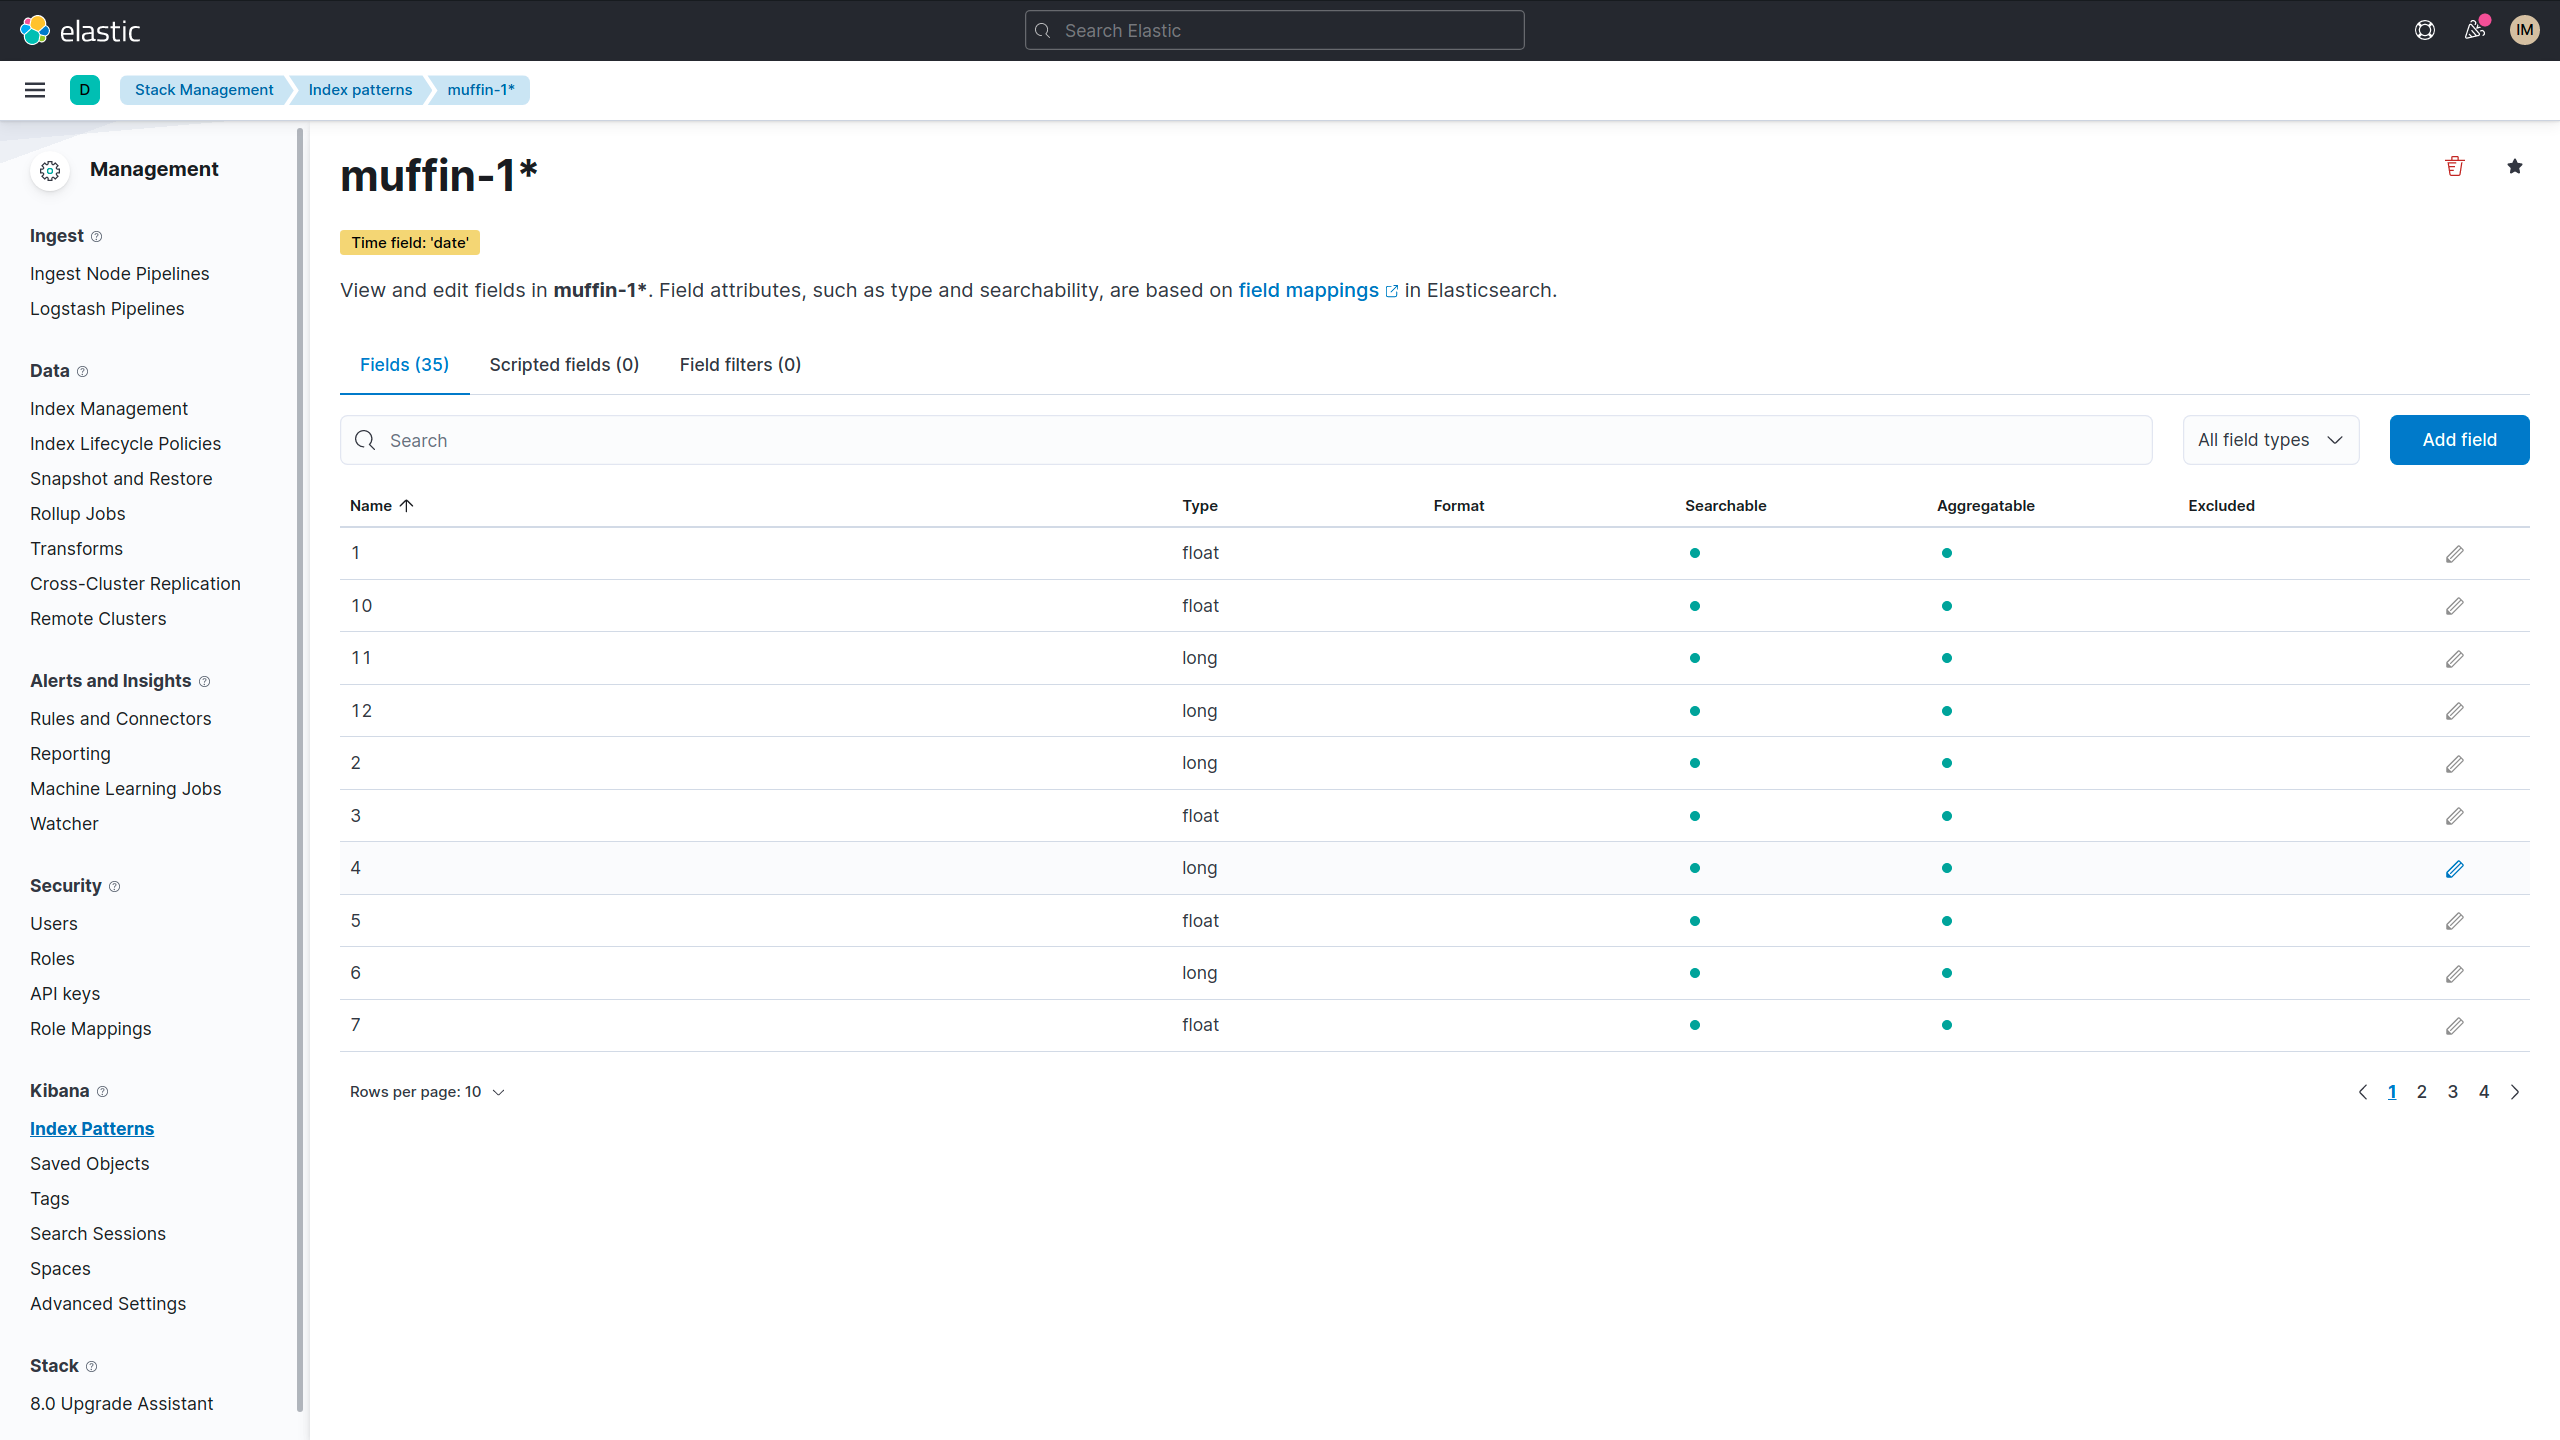 elastic
Search Elastic
IM
D
Stack Management
Index patterns
muffin-1*
Management
Ingest
Ingest Node Pipelines
Logstash Pipelines
Data
Index Management
Index Lifecycle Policies
Snapshot and Restore
Rollup Jobs
Transforms
Cross-Cluster Replication
Remote Clusters
Alerts and Insights
Rules and Connectors
Reporting
Machine Learning Jobs
Watcher
Security
Users
Roles
API keys
Role Mappings
Kibana
Index Patterns
Saved Objects
Tags
Search Sessions
Spaces
Advanced Settings
Stack
8.0 Upgrade Assistant
muffin-1*
Time field: 'date'
View and edit fields in muffin-1*. Field attributes, such as type and searchability, are based on field mappings in Elasticsearch.
Fields (35) Scripted fields (0) Field filters (0)
Search
All field types
Add field
Name Type Format Searchable Aggregatable Excluded
1 float
10 float
11 long
12 long
2 long
3 float
4 long
5 float
6 long
7 float
Rows per page: 10
1 2 3 4